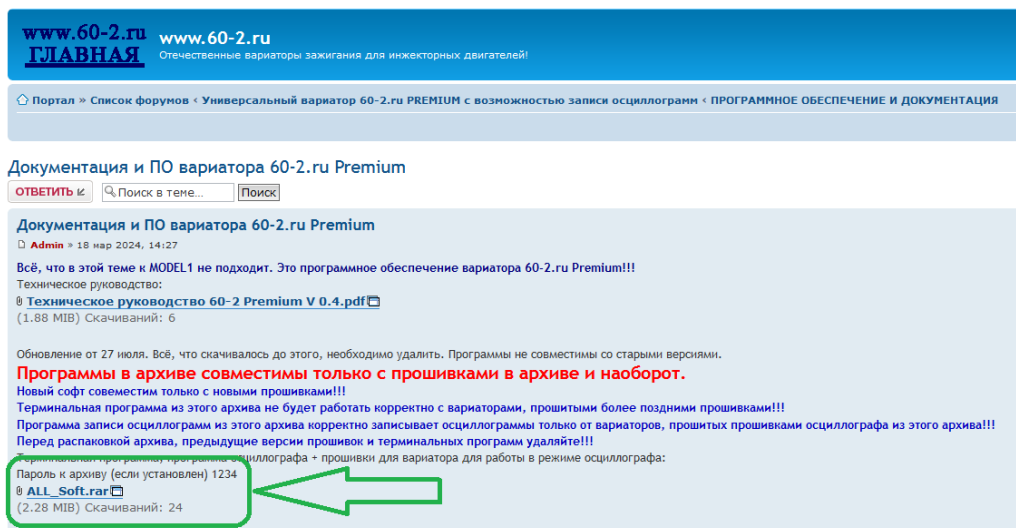 www.60-2.ru
ГЛАВНАЯ
www.60-2.ru
Отечественные вариаторы зажигания для инжекторных двигателей!
Портал » Список форумов ‹ Универсальный вариатор 60-2.ru PREMIUM с возможностью записи осциллограмм ‹ ПРОГРАММНОЕ ОБЕСПЕЧЕНИЕ И ДОКУМЕНТАЦИЯ
Документация и ПО вариатора 60-2.ru Premium
ОТВЕТИТЬ
Поиск в теме...
Поиск
Документация и ПО вариатора 60-2.ru Premium
Admin » 18 мар 2024, 14:27
Всё, что в этой теме к MODEL1 не подходит. Это программное обеспечение вариатора 60-2.ru Premium!!!
Техническое руководство:
Техническое руководство 60-2 Premium V 0.4.pdf
(1.88 MIB) Скачиваний: 6
Обновление от 27 июля. Всё, что скачивалось до этого, необходимо удалить. Программы не совместимы со старыми версиями.
Программы в архиве совместимы только с прошивками в архиве и наоборот.
Новый софт совеместим только с новыми прошивками!!!
Терминальная программа из этого архива не будет работать корректно с вариаторами, прошитыми более поздними прошивками!!!
Программа записи осциллограмм из этого архива корректно записывает осциллограммы только от вариаторов, прошитых прошивками осциллографа из этого архива!!!
Перед распаковкой архива, предыдущие версии прошивок и терминальных программ удаляйте!!!
Терминальная программа, программа осциллографа + прошивки для вариатора для работы в режиме осциллографа:
Пароль к архиву (если установлен) 1234
ALL_Soft.rar
(2.28 MIB) Скачиваний: 24